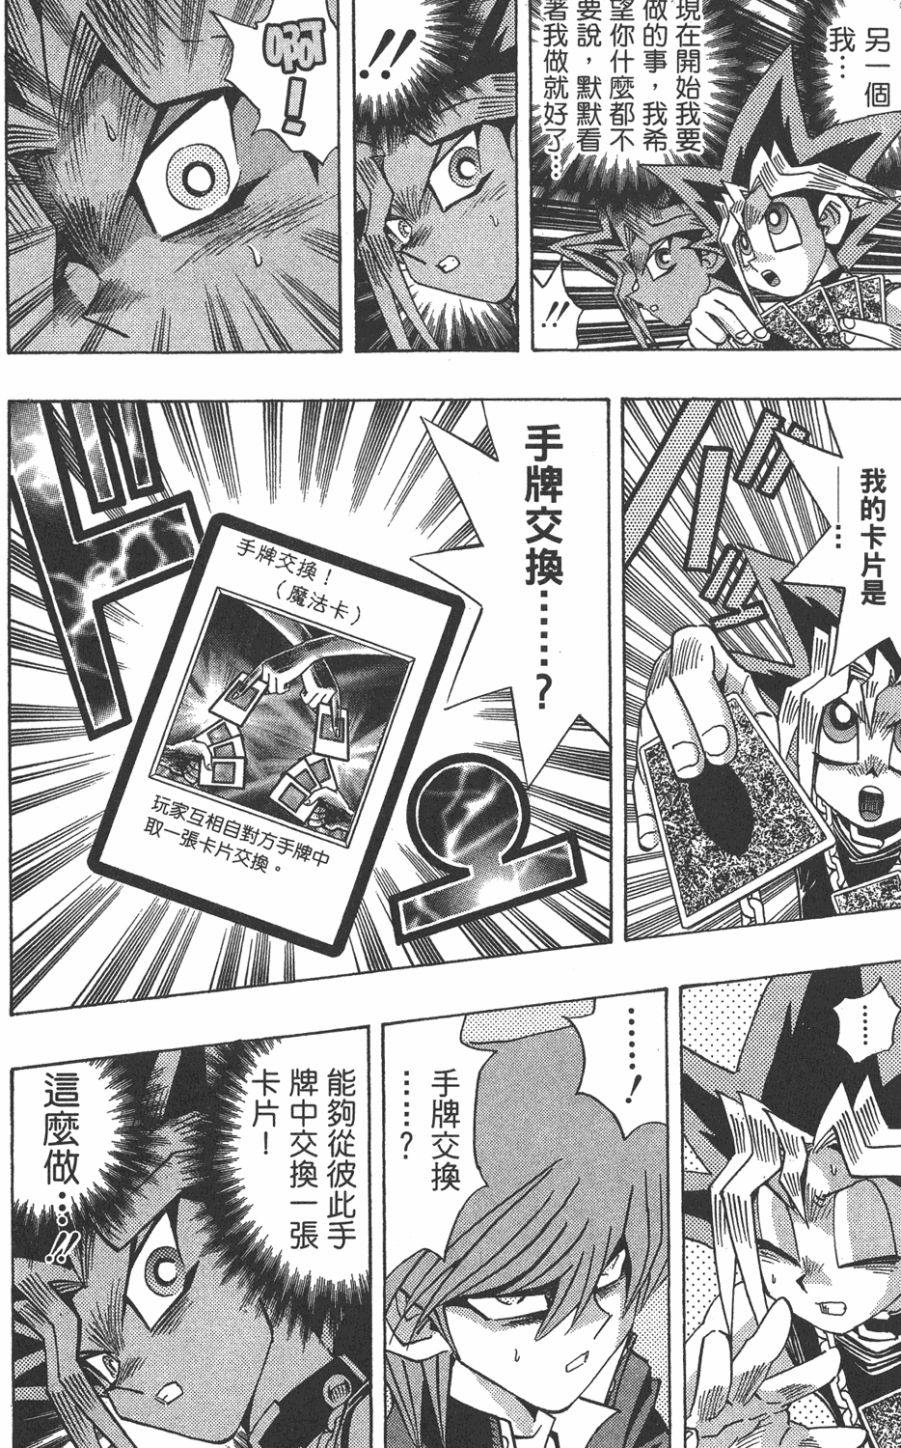 另一個
我…
現在開始我要
做的事，我希
望你什麼都不
要說，默默看
著我做就好了…
!!
!!
!
我的卡片是
……
手牌交換………?
手牌交換！
（魔法卡）
玩家互相自對方手牌中
取一張卡片交換。
……
……!
手牌交換
……?
能夠從彼此手
牌中交換一張
卡片！
這麼做…!!